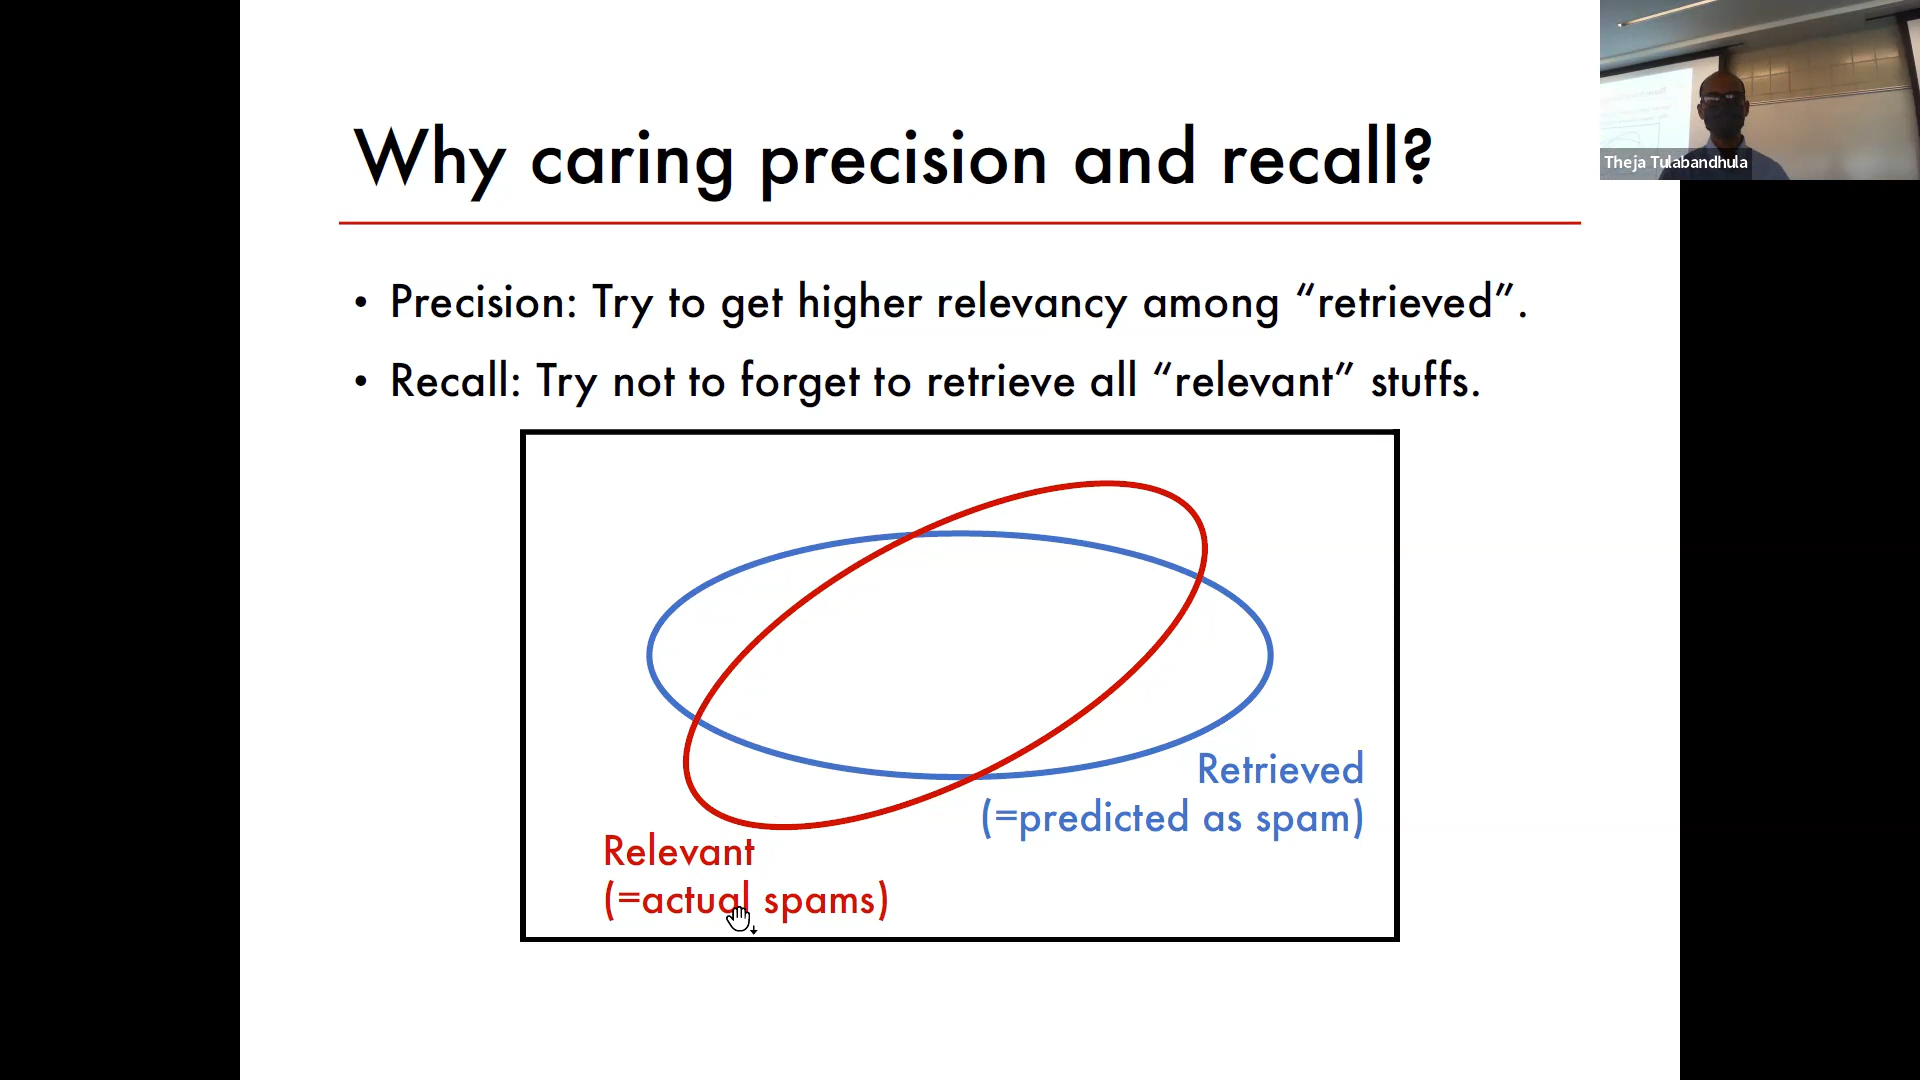 Why caring precision and recall?
Theja Tulabandhula
• Precision: Try to get higher relevancy among “retrieved”.
• Recall: Try not to forget to retrieve all “relevant” stuffs.
Retrieved
(=predicted as spam)
Relevant
(=actual spams)